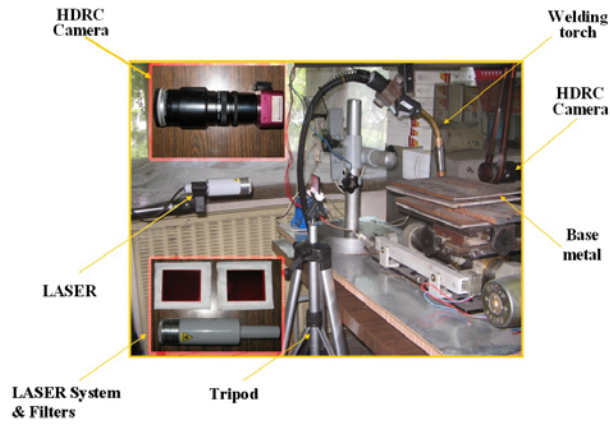 HDRC
Camera
Welding
torch
HDRC
Camera
Base
metal
LASER
LASER System
& Filters
Tripod